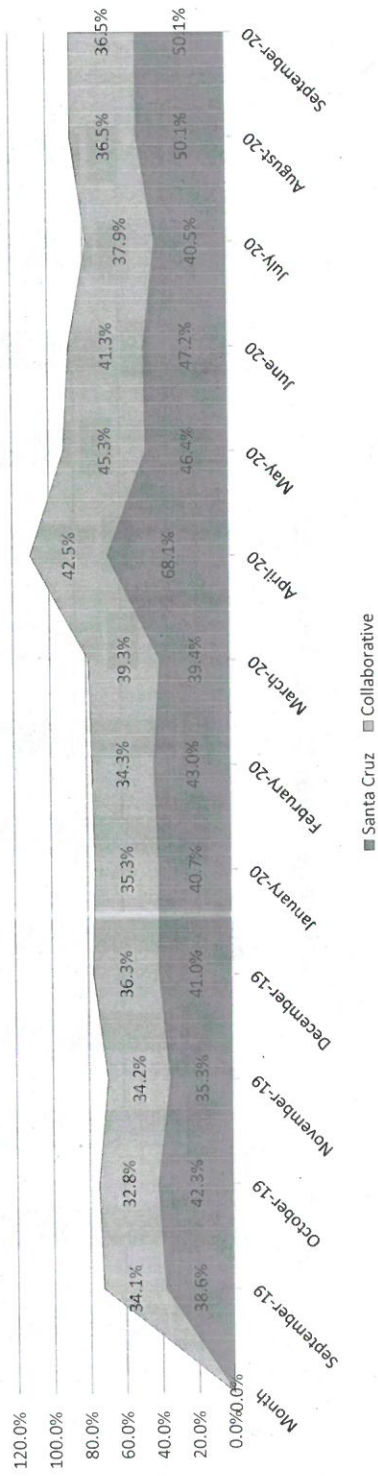 120.0%
100.0%
80.0%
60.0%
40.0%
20.0%
0.0%
0.0%
34.1%
32.8%
34.2%
36.3%
35.3%
34.3%
39.3%
42.5%
45.3%
41.3%
37.9%
36.5%
36.5%
38.6%
42.3%
35.3%
41.0%
40.7%
43.0%
39.4%
68.1%
46.4%
47.2%
40.5%
50.1%
50.1%
Month
September-19
October-19
November-19
December-19
January-20
February-20
March-20
April-20
May-20
June-20
July-20
August-20
September-20
Santa Cruz
Collaborative